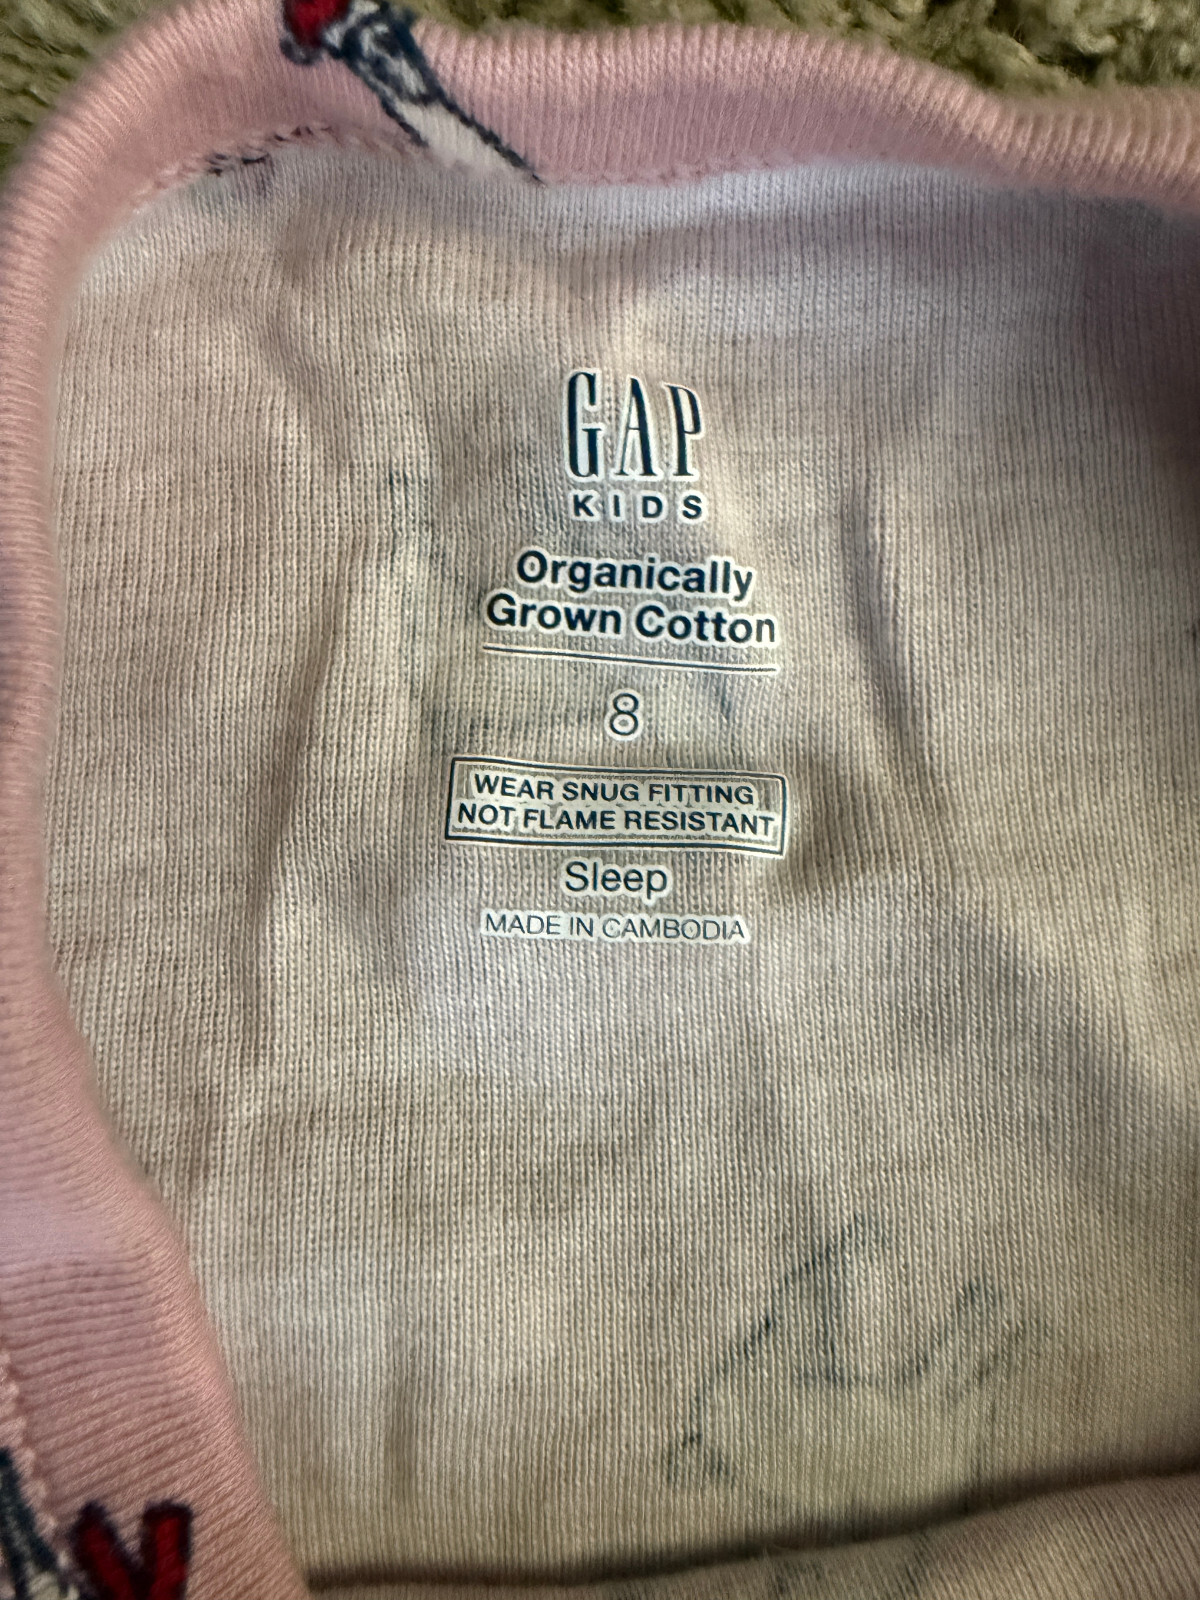 GAP
KIDS
Organically
Grown Cotton
8
WEAR SNUG FITTING
NOT FLAME RESISTANT
Sleep
MADE IN CAMBODIA